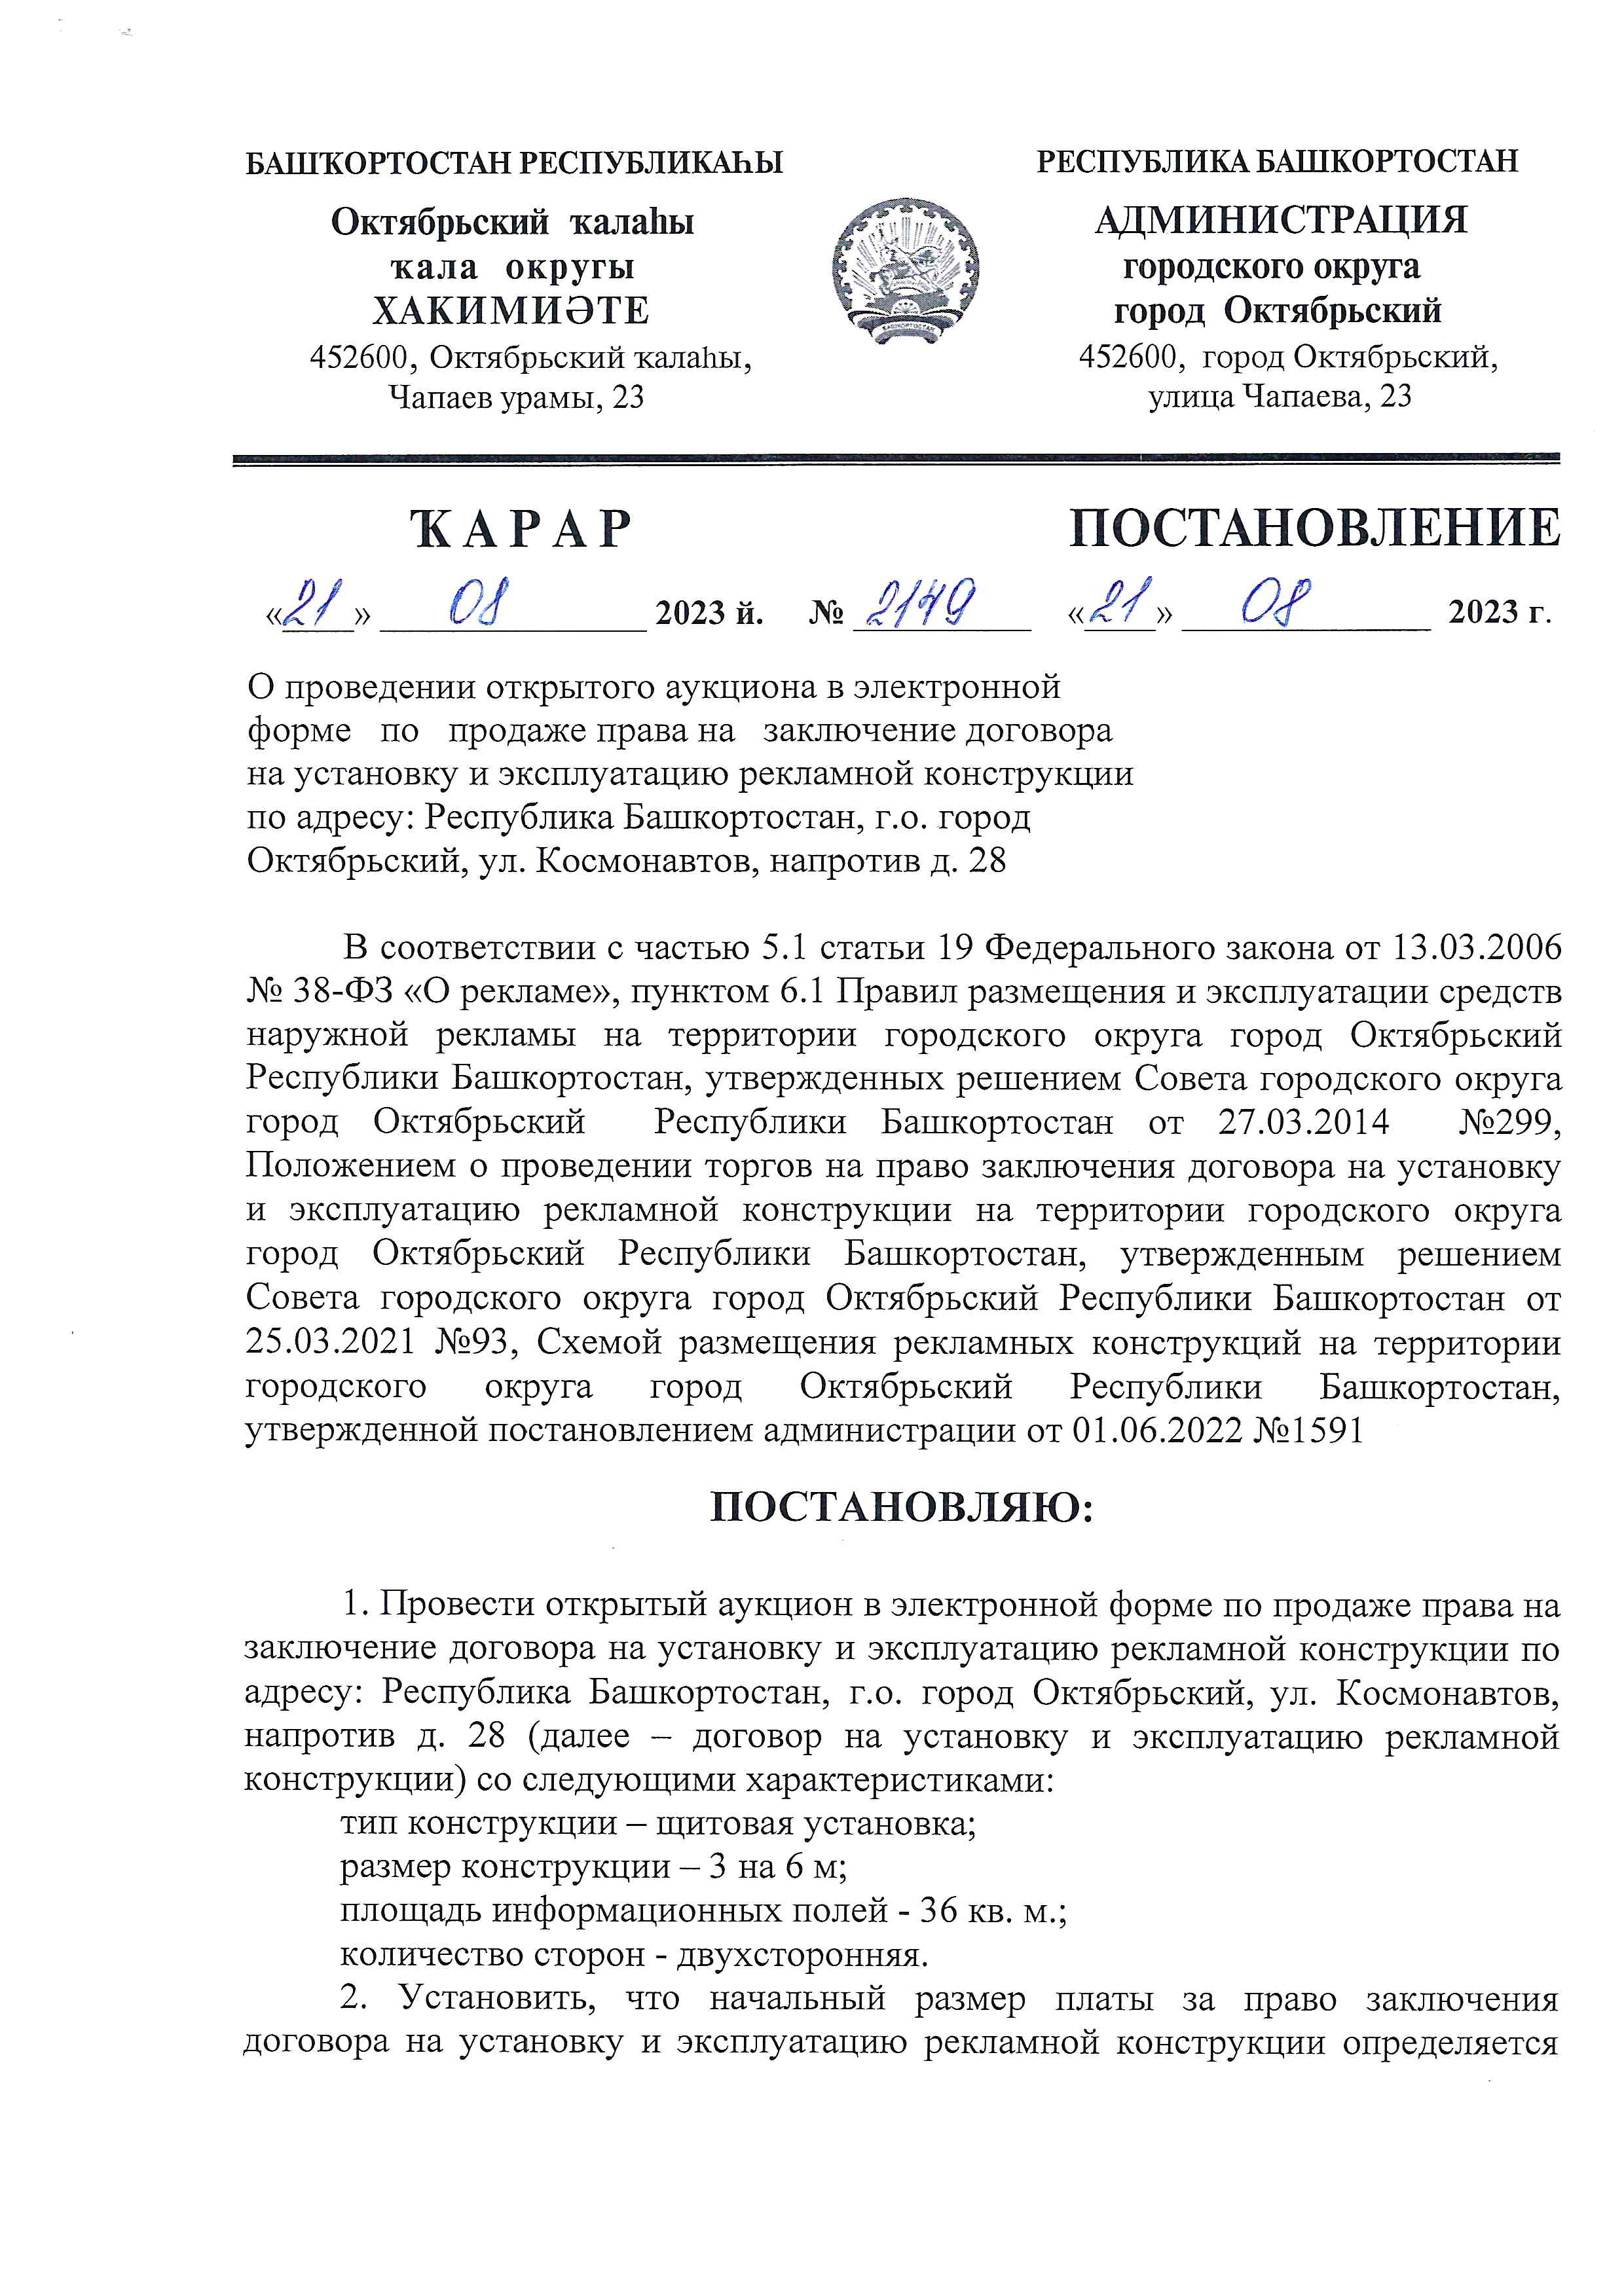 БАШҠОРТОСТАН РЕСПУБЛИКАҺЫ
Октябрьский ҡалаһы
ҡала округы
ХАКИМИӘТЕ
452600, Октябрьский ҡалаһы,
Чапаев урамы, 23
БАШКОРТОСТАН
РЕСПУБЛИКА БАШКОРТОСТАН
АДМИНИСТРАЦИЯ
городского округа
город Октябрьский
452600, город Октябрьский,
улица Чапаева, 23
ҠАРАР
ПОСТАНОВЛЕНИЕ
«21» 08 2023 й. № 2149 «21» 08 2023 г.
О проведении открытого аукциона в электронной
форме по продаже права на заключение договора
на установку и эксплуатацию рекламной конструкции
по адресу: Республика Башкортостан, г.о. город
Октябрьский, ул. Космонавтов, напротив д. 28
В соответствии с частью 5.1 статьи 19 Федерального закона от 13.03.2006
№ 38-ФЗ «О рекламе», пунктом 6.1 Правил размещения и эксплуатации средств
наружной рекламы на территории городского округа город Октябрьский
Республики Башкортостан, утвержденных решением Совета городского округа
город Октябрьский Республики Башкортостан от 27.03.2014 №299,
Положением о проведении торгов на право заключения договора на установку
и эксплуатацию рекламной конструкции на территории городского округа
город Октябрьский Республики Башкортостан, утвержденным решением
Совета городского округа город Октябрьский Республики Башкортостан от
25.03.2021 №93, Схемой размещения рекламных конструкций на территории
городского округа город Октябрьский Республики Башкортостан,
утвержденной постановлением администрации от 01.06.2022 №1591
ПОСТАНОВЛЯЮ:
1. Провести открытый аукцион в электронной форме по продаже права на
заключение договора на установку и эксплуатацию рекламной конструкции по
адресу: Республика Башкортостан, г.о. город Октябрьский, ул. Космонавтов,
напротив д. 28 (далее – договор на установку и эксплуатацию рекламной
конструкции) со следующими характеристиками:
тип конструкции – щитовая установка;
размер конструкции – 3 на 6 м;
площадь информационных полей - 36 кв. м.;
количество сторон - двухсторонняя.
2. Установить, что начальный размер платы за право заключения
договора на установку и эксплуатацию рекламной конструкции определяется